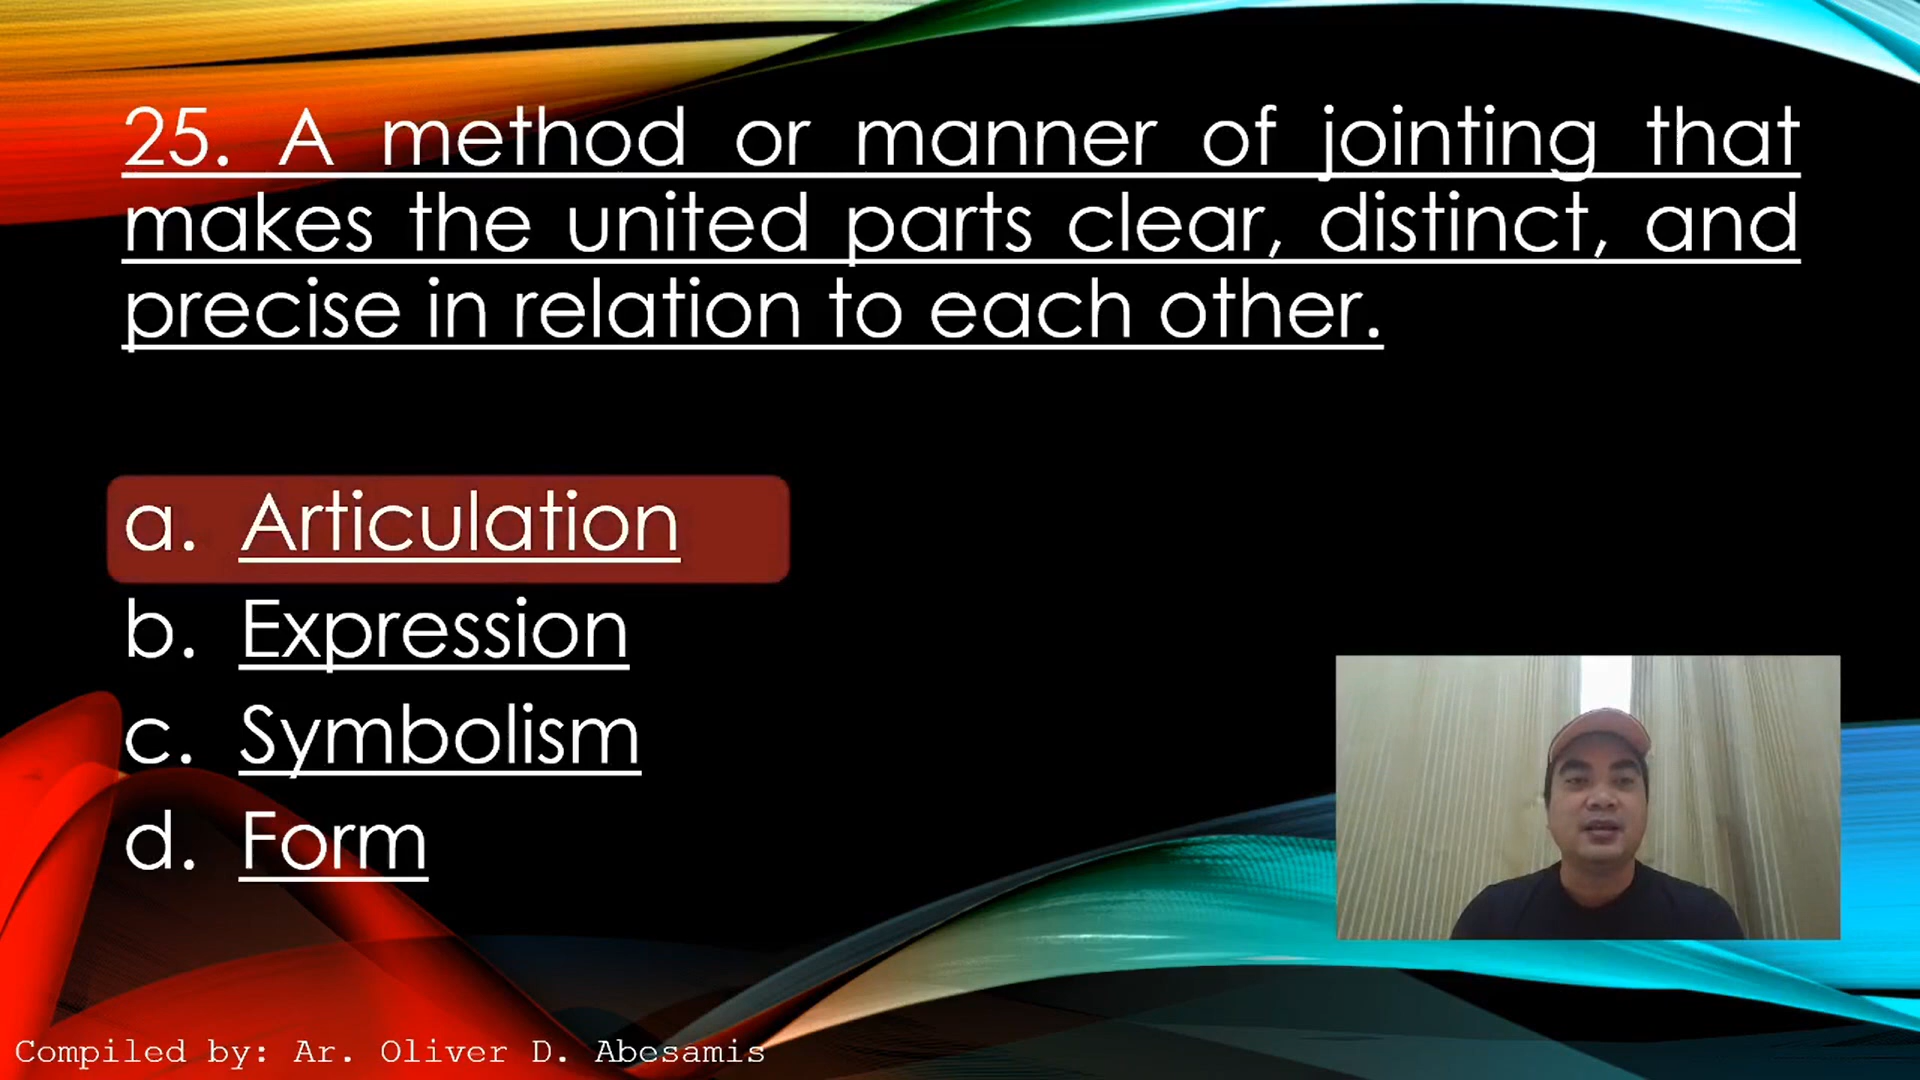 25. A method or manner of jointing that
makes the united parts clear, distinct, and
precise in relation to each other.
a. Articulation
b. Expression
c. Symbolism
d. Form
Compiled by: Ar. Oliver D. Abesamis